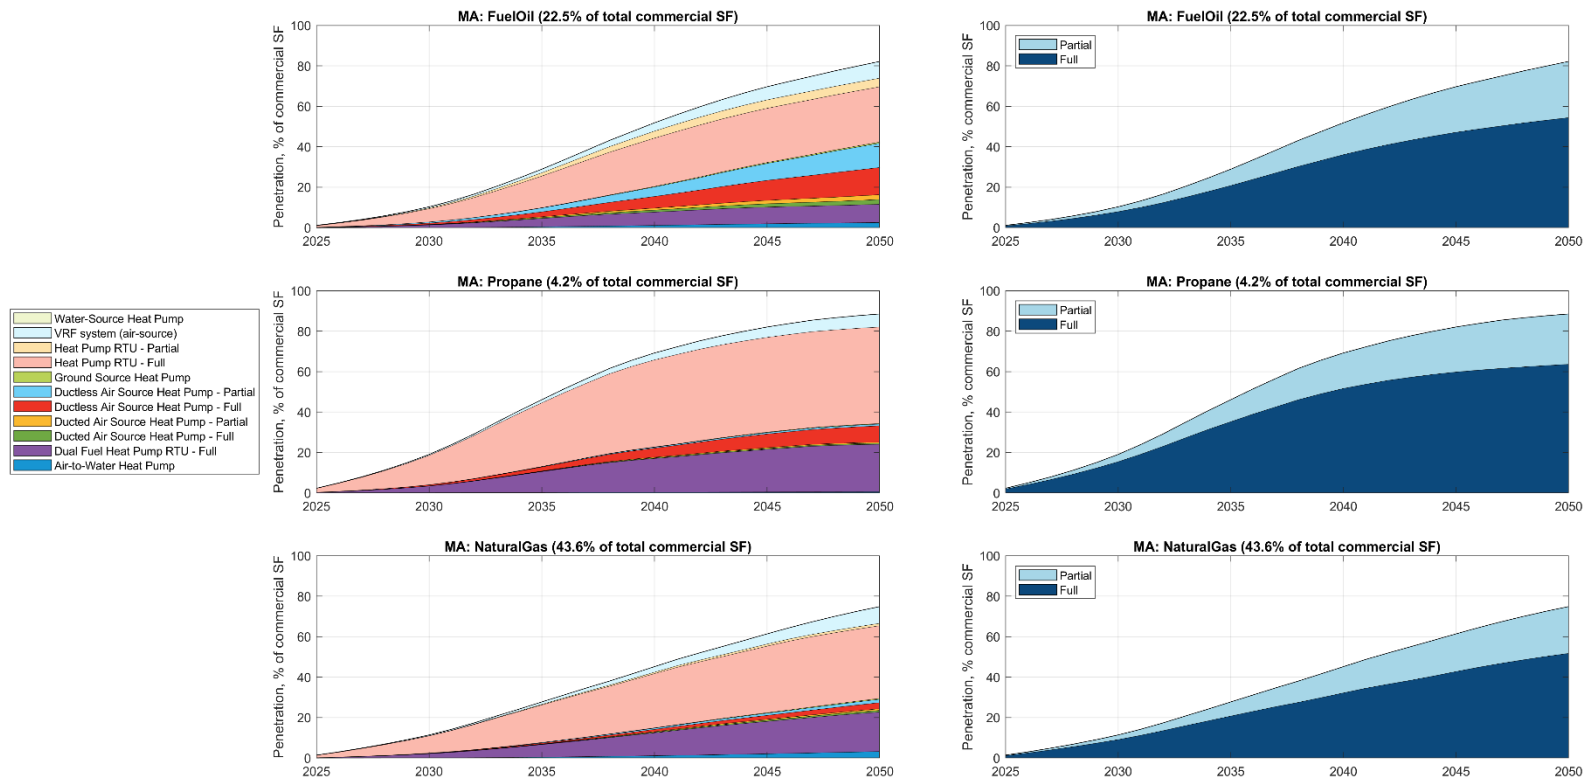 MA: FuelOil (22.5% of total commercial SF)
Penetration, % of commercial SF
100
80
60
40
20
0
2025 2030 2035 2040 2045 2050
MA: FuelOil (22.5% of total commercial SF)
Penetration, % commercial SF
100
80
60
40
20
0
Partial
Full
2025 2030 2035 2040 2045 2050
Water-Source Heat Pump
VRF system (air-source)
Heat Pump RTU - Partial
Heat Pump RTU - Full
Ground Source Heat Pump
Ductless Air Source Heat Pump - Partial
Ductless Air Source Heat Pump - Full
Ducted Air Source Heat Pump - Partial
Ducted Air Source Heat Pump - Full
Dual Fuel Heat Pump RTU - Full
Air-to-Water Heat Pump
MA: Propane (4.2% of total commercial SF)
Penetration, % of commercial SF
100
80
60
40
20
0
2025 2030 2035 2040 2045 2050
MA: Propane (4.2% of total commercial SF)
Penetration, % commercial SF
100
80
60
40
20
0
Partial
Full
2025 2030 2035 2040 2045 2050
MA: NaturalGas (43.6% of total commercial SF)
Penetration, % of commercial SF
100
80
60
40
20
0
2025 2030 2035 2040 2045 2050
MA: NaturalGas (43.6% of total commercial SF)
Penetration, % commercial SF
100
80
60
40
20
0
Partial
Full
2025 2030 2035 2040 2045 2050